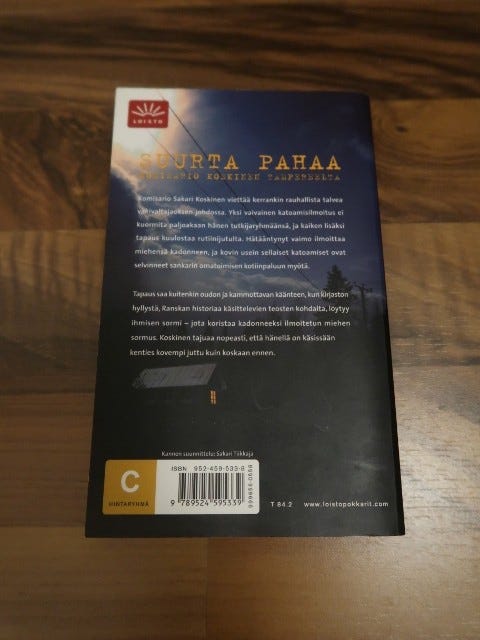 LOISTO
SUURTA PAHAA
KOMISARIO KOSKINEN TAMPEREELTA
Komisario Sakari Koskinen viettää kerrankin rauhallista talvea
väkivaltajaoksen johdossa. Yksi vaivainen katoamisilmoitus ei
kuormita paljoakaan hänen tutkijaryhmäänsä, ja kaiken lisäksi
tapaus kuulostaa rutiinijutulta. Hätääntynyt vaimo ilmoittaa
miehensä kadonneen, ja kovin usein sellaiset katoamiset ovat
selvinneet sankarin omatoimisen kotiinpaluun myötä.
Tapaus saa kuitenkin oudon ja kammottavan käänteen, kun kirjaston
hyllystä, Ranskan historiaa käsittelevien teosten kohdalta, löytyy
ihmisen sormi – jota koristaa kadonneeksi ilmoitetun miehen
sormus. Koskinen tajuaa nopeasti, että hänellä on käsissään
kenties kovempi juttu kuin koskaan ennen.
Kannen suunnittelu: Sakari Tiikkaja
C
HINTARYHMÄ
ISBN 952-459-533-8
9 789524 595339
T 84.2
www.loistopokkarit.com